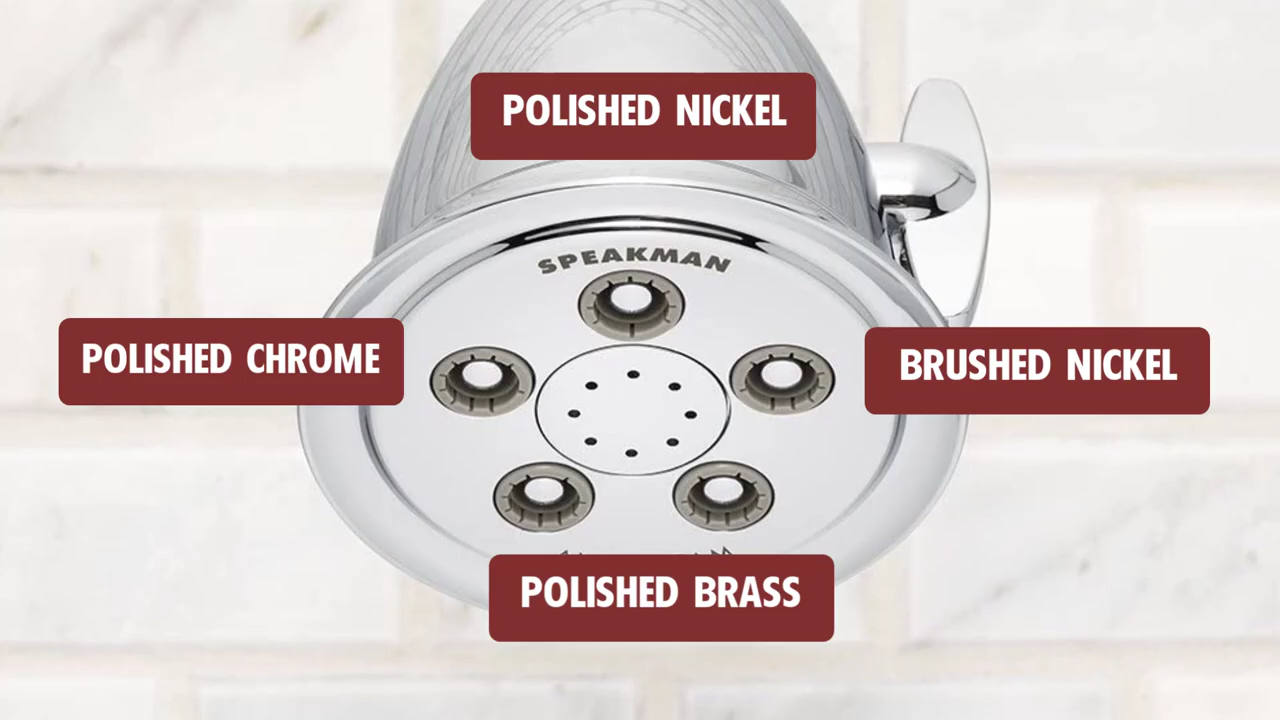 POLISHED NICKEL
SPEAKMAN
POLISHED CHROME
BRUSHED NICKEL
POLISHED BRASS